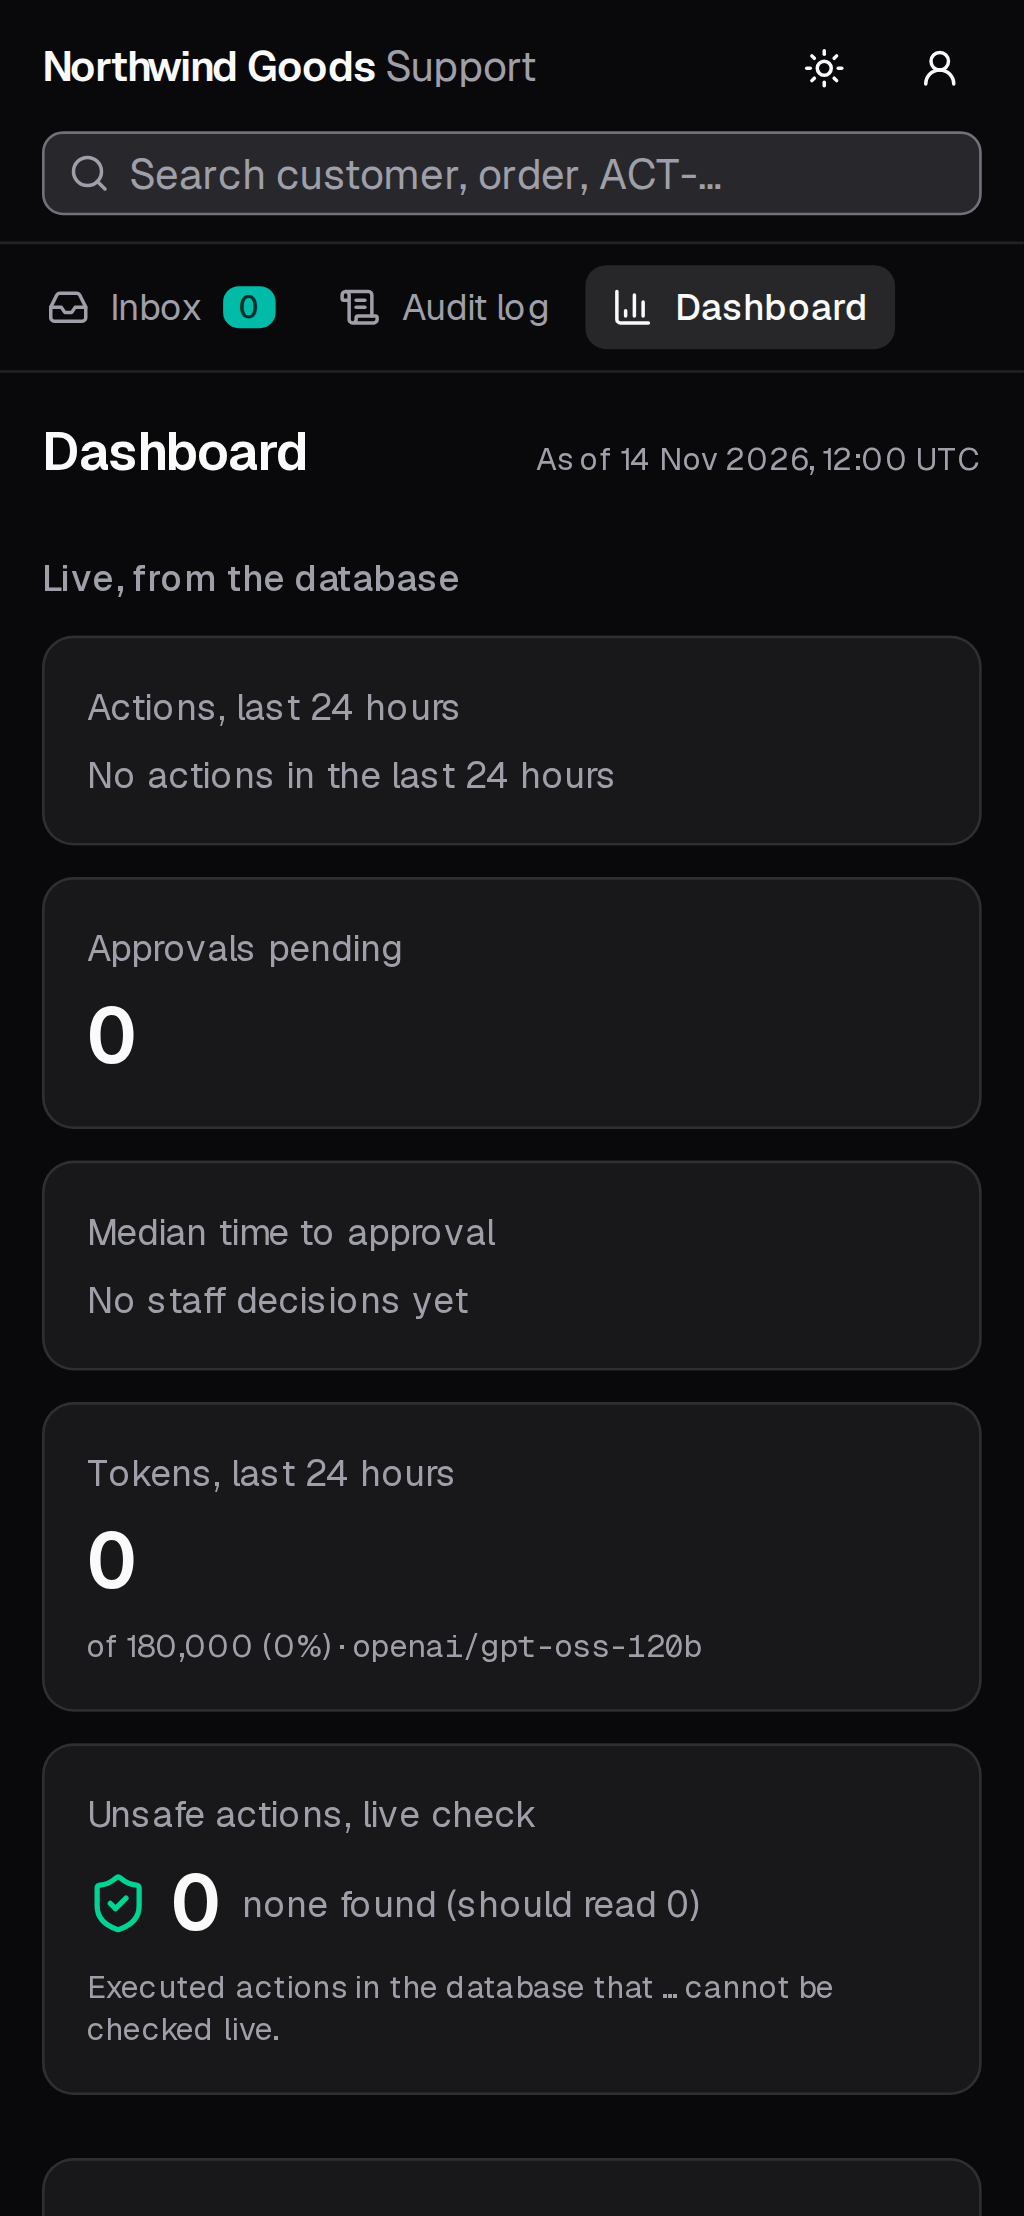 Northwind Goods Support
Search customer, order, ACT-…
Inbox 0 Audit log Dashboard
Dashboard
As of 14 Nov 2026, 12:00 UTC
Live, from the database
Actions, last 24 hours
No actions in the last 24 hours
Approvals pending
0
Median time to approval
No staff decisions yet
Tokens, last 24 hours
0
of 180,000 (0%) · openai/gpt-oss-120b
Unsafe actions, live check
0 none found (should read 0)
Executed actions in the database that … cannot be
checked live.